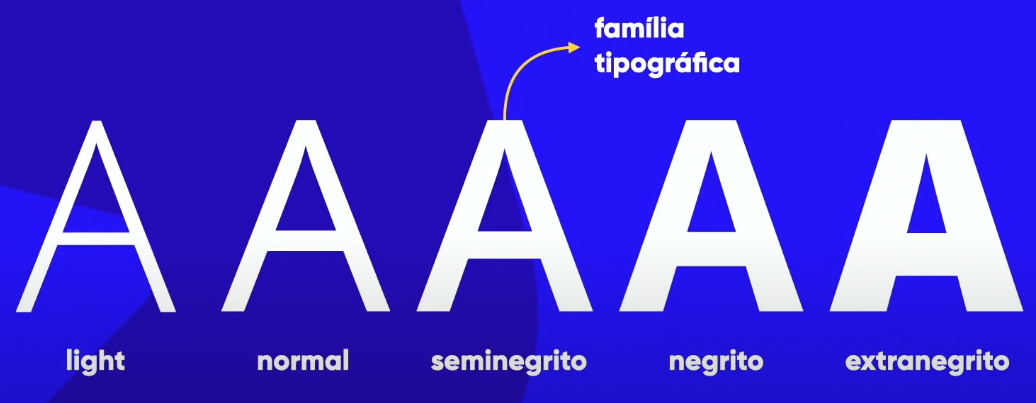 família
tipográfica
A A A A A
light normal seminegrito negrito extranegrito